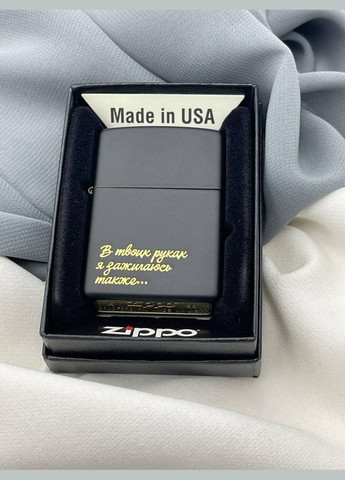 Made in USA
В твоих руках
я зажигаюсь
также...
zippo